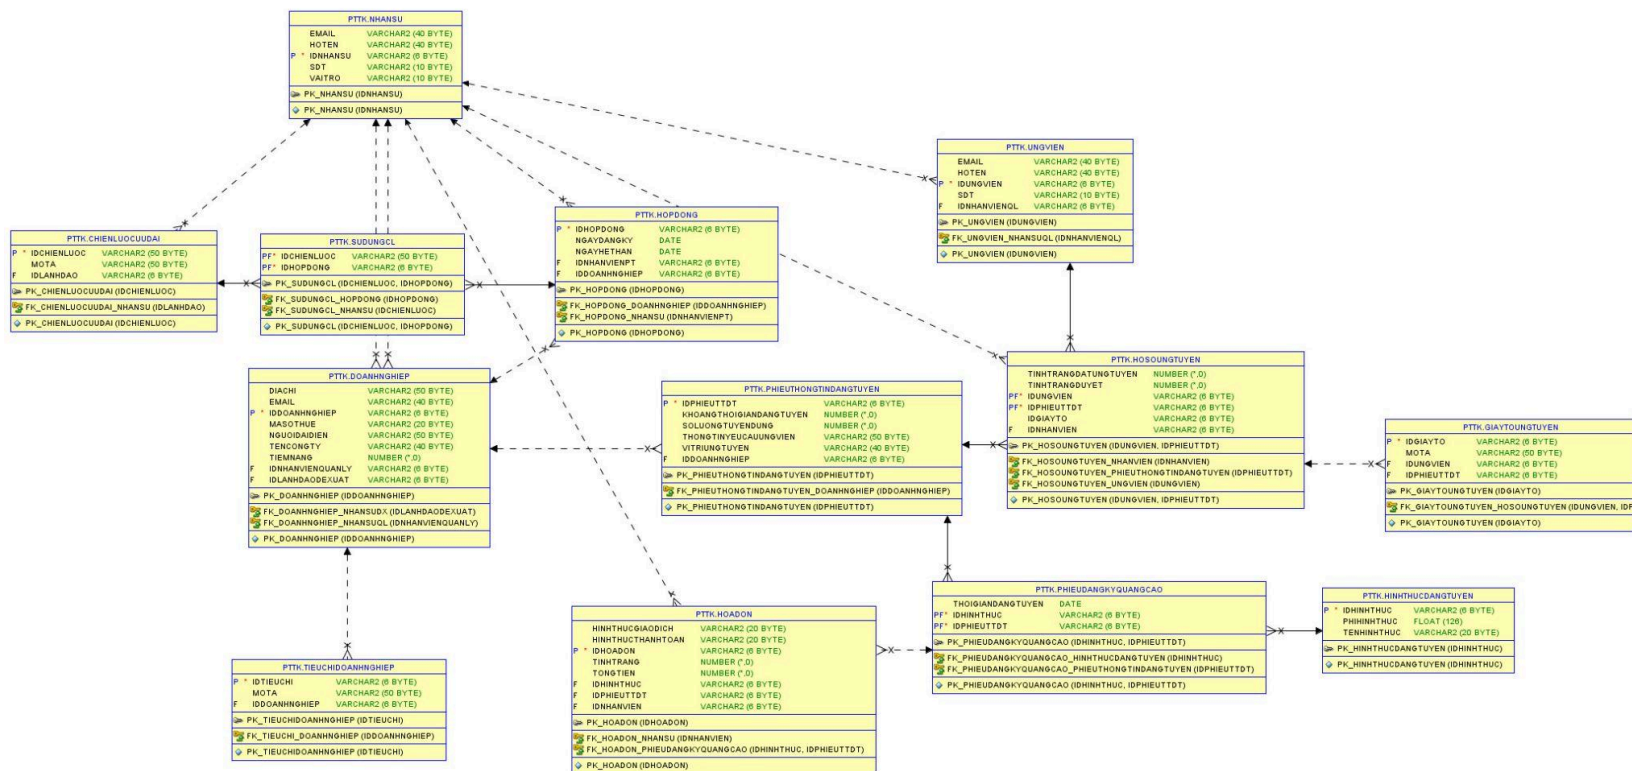 PTTK.NHANSU
EMAIL VARCHAR2 (40 BYTE)
HOTEN VARCHAR2 (40 BYTE)
P * IDNHANSU VARCHAR2 (6 BYTE)
SDT VARCHAR2 (10 BYTE)
VAITRO VARCHAR2 (10 BYTE)
PK_NHANSU (IDNHANSU)
PK_NHANSU (IDNHANSU)
PTTK.UNGVIEN
EMAIL VARCHAR2 (40 BYTE)
HOTEN VARCHAR2 (40 BYTE)
P * IDUNGVIEN VARCHAR2 (6 BYTE)
SDT VARCHAR2 (10 BYTE)
F IDNHANVIENQL VARCHAR2 (6 BYTE)
PK_UNGVIEN (IDUNGVIEN)
FK_UNGVIEN_NHANSUQL (IDNHANVIENQL)
PK_UNGVIEN (IDUNGVIEN)
PTTK.CHIENLUOCUUDAI
P * IDCHIENLUOC VARCHAR2 (50 BYTE)
MOTA VARCHAR2 (50 BYTE)
F IDLANHDAO VARCHAR2 (6 BYTE)
PK_CHIENLUOCUUDAI (IDCHIENLUOC)
FK_CHIENLUOCUUDAI_NHANSU (IDLANHDAO)
PK_CHIENLUOCUUDAI (IDCHIENLUOC)
PTTK.SUDUNGCL
PF* IDCHIENLUOC VARCHAR2 (50 BYTE)
PF* IDHOPDONG VARCHAR2 (6 BYTE)
PK_SUDUNGCL (IDCHIENLUOC, IDHOPDONG)
FK_SUDUNGCL_HOPDONG (IDHOPDONG)
FK_SUDUNGCL_NHANSU (IDCHIENLUOC)
PK_SUDUNGCL (IDCHIENLUOC, IDHOPDONG)
PTTK.HOPDONG
P * IDHOPDONG VARCHAR2 (6 BYTE)
NGAYDANGKY DATE
NGAYHETHAN DATE
F IDNHANVIENPT VARCHAR2 (6 BYTE)
F IDDOANHNGHIEP VARCHAR2 (6 BYTE)
PK_HOPDONG (IDHOPDONG)
FK_HOPDONG_DOANHNGHIEP (IDDOANHNGHIEP)
FK_HOPDONG_NHANSU (IDNHANVIENPT)
PK_HOPDONG (IDHOPDONG)
PTTK.DOANHNGHIEP
DIACHI VARCHAR2 (50 BYTE)
EMAIL VARCHAR2 (40 BYTE)
P * IDDOANHNGHIEP VARCHAR2 (6 BYTE)
MASOTHUE VARCHAR2 (20 BYTE)
NGUOIDAIDIEN VARCHAR2 (50 BYTE)
TENCONGTY VARCHAR2 (40 BYTE)
TIEMNANG NUMBER (*,0)
F IDNHANVIENQUANLY VARCHAR2 (6 BYTE)
F IDLANHDAODEXUAT VARCHAR2 (6 BYTE)
PK_DOANHNGHIEP (IDDOANHNGHIEP)
FK_DOANHNGHIEP_NHANSUDX (IDLANHDAODEXUAT)
FK_DOANHNGHIEP_NHANSUQL (IDNHANVIENQUANLY)
PK_DOANHNGHIEP (IDDOANHNGHIEP)
PTTK.PHIEUTHONGTINDANGTUYEN
P * IDPHIEUTTDT VARCHAR2 (6 BYTE)
KHOANGTHOIGIANDANGTUYEN NUMBER (*,0)
SOLUONGTUYENDUNG NUMBER (*,0)
THONGTINYEUCAUUNGVIEN VARCHAR2 (50 BYTE)
VITRIUNGTUYEN VARCHAR2 (40 BYTE)
F IDDOANHNGHIEP VARCHAR2 (6 BYTE)
PK_PHIEUTHONGTINDANGTUYEN (IDPHIEUTTDT)
FK_PHIEUTHONGTINDANGTUYEN_DOANHNGHIEP (IDDOANHNGHIEP)
PK_PHIEUTHONGTINDANGTUYEN (IDPHIEUTTDT)
PTTK.HOSOUNGTUYEN
TINHTRANGDATUNGTUYEN NUMBER (*,0)
TINHTRANGDUYET NUMBER (*,0)
PF* IDUNGVIEN VARCHAR2 (6 BYTE)
PF* IDPHIEUTTDT VARCHAR2 (6 BYTE)
IDGIAYTO VARCHAR2 (6 BYTE)
F IDNHANVIEN VARCHAR2 (6 BYTE)
PK_HOSOUNGTUYEN (IDUNGVIEN, IDPHIEUTTDT)
FK_HOSOUNGTUYEN_NHANVIEN (IDNHANVIEN)
FK_HOSOUNGTUYEN_PHIEUTHONGTINDANGTUYEN (IDPHIEUTTDT)
FK_HOSOUNGTUYEN_UNGVIEN (IDUNGVIEN)
PK_HOSOUNGTUYEN (IDUNGVIEN, IDPHIEUTTDT)
PTTK.GIAYTOUNGTUYEN
P * IDGIAYTO VARCHAR2 (6 BYTE)
MOTA VARCHAR2 (50 BYTE)
F IDUNGVIEN VARCHAR2 (6 BYTE)
F IDPHIEUTTDT VARCHAR2 (6 BYTE)
PK_GIAYTOUNGTUYEN (IDGIAYTO)
FK_GIAYTOUNGTUYEN_HOSOUNGTUYEN (IDUNGVIEN, IDP
PK_GIAYTOUNGTUYEN (IDGIAYTO)
PTTK.TIEUCHIDOANHNGHIEP
P * IDTIEUCHI VARCHAR2 (6 BYTE)
MOTA VARCHAR2 (50 BYTE)
F IDDOANHNGHIEP VARCHAR2 (6 BYTE)
PK_TIEUCHIDOANHNGHIEP (IDTIEUCHI)
FK_TIEUCHI_DOANHNGHIEP (IDDOANHNGHIEP)
PK_TIEUCHIDOANHNGHIEP (IDTIEUCHI)
PTTK.HOADON
HINHTHUCGIAODICH VARCHAR2 (20 BYTE)
HINHTHUCTHANHTOAN VARCHAR2 (20 BYTE)
P * IDHOADON VARCHAR2 (6 BYTE)
TINHTRANG NUMBER (*,0)
TONGTIEN NUMBER (*,0)
F IDHINHTHUC VARCHAR2 (6 BYTE)
F IDPHIEUTTDT VARCHAR2 (6 BYTE)
F IDNHANVIEN VARCHAR2 (6 BYTE)
PK_HOADON (IDHOADON)
FK_HOADON_NHANSU (IDNHANVIEN)
FK_HOADON_PHIEUDANGKYQUANGCAO (IDHINHTHUC, IDPHIEUTTDT)
PK_HOADON (IDHOADON)
PTTK.PHIEUDANGKYQUANGCAO
THOIGIANDANGTUYEN DATE
PF* IDHINHTHUC VARCHAR2 (6 BYTE)
PF* IDPHIEUTTDT VARCHAR2 (6 BYTE)
PK_PHIEUDANGKYQUANGCAO (IDHINHTHUC, IDPHIEUTTDT)
FK_PHIEUDANGKYQUANGCAO_HINHTHUCDANGTUYEN (IDHINHTHUC)
FK_PHIEUDANGKYQUANGCAO_PHIEUTHONGTINDANGTUYEN (IDPHIEUTTDT)
PK_PHIEUDANGKYQUANGCAO (IDHINHTHUC, IDPHIEUTTDT)
PTTK.HINHTHUCDANGTUYEN
P * IDHINHTHUC VARCHAR2 (6 BYTE)
PHIHINHTHUC FLOAT (126)
TENHINHTHUC VARCHAR2 (20 BYTE)
PK_HINHTHUCDANGTUYEN (IDHINHTHUC)
PK_HINHTHUCDANGTUYEN (IDHINHTHUC)